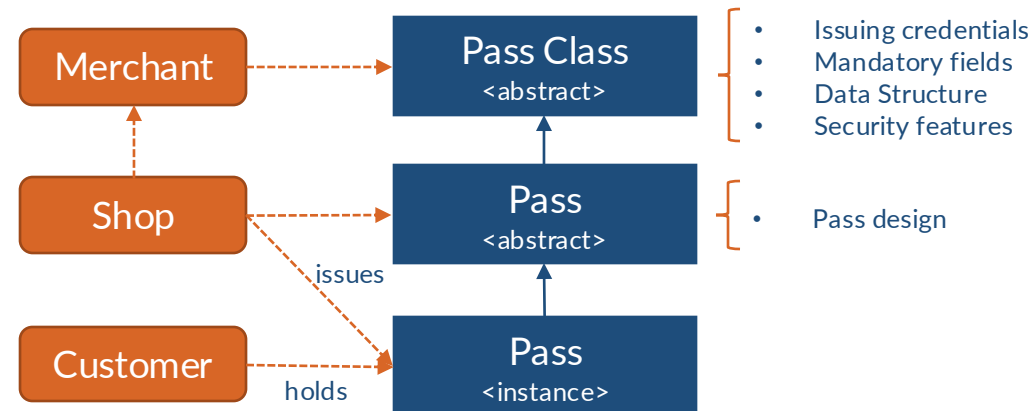 Merchant
Pass Class
<abstract>
• Issuing credentials
• Mandatory fields
• Data Structure
• Security features
Shop
Pass
<abstract>
• Pass design
issues
Customer
holds
Pass
<instance>